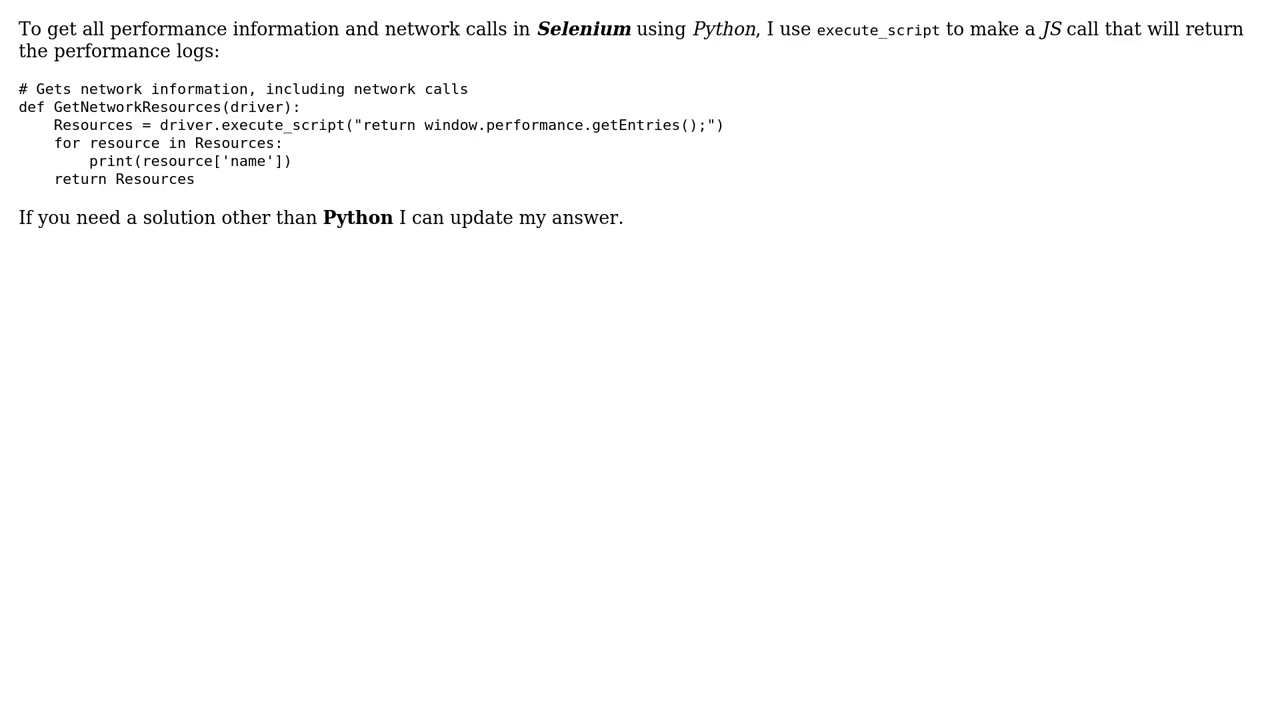 To get all performance information and network calls in Selenium using Python, I use execute_script to make a JS call that will return
the performance logs:
# Gets network information, including network calls
def GetNetworkResources(driver):
    Resources = driver.execute_script("return window.performance.getEntries();")
    for resource in Resources:
        print(resource['name'])
    return Resources
If you need a solution other than Python I can update my answer.